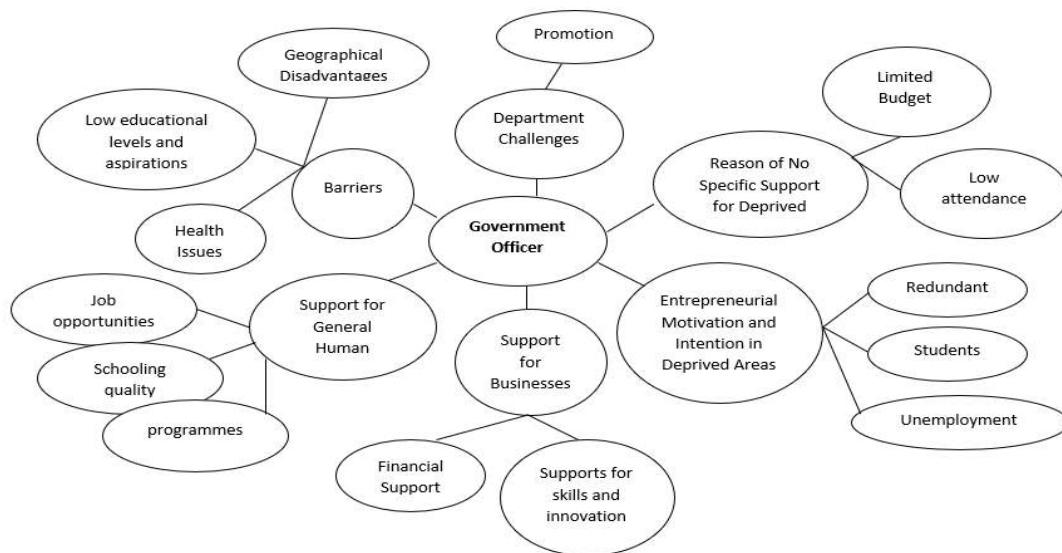 Promotion
Geographical
Disadvantages
Limited
Budget
Department
Challenges
Low educational
levels and
aspirations
Reason of No
Specific Support
for Deprived
Low
attendance
Barriers
Health
Issues
Government
Officer
Job
opportunities
Support for
General
Human
Entrepreneurial
Motivation and
Intention in
Deprived Areas
Redundant
Students
Unemployment
Schooling
quality
programmes
Support
for
Businesses
Financial
Support
Supports for
skills and
innovation